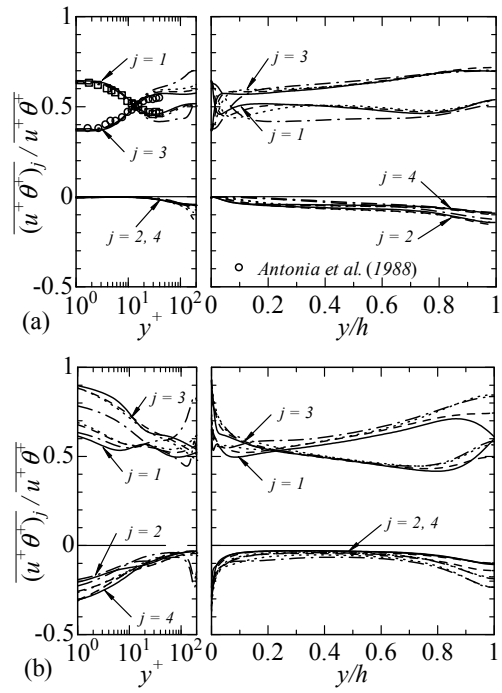 1
j = 1
j = 3
0.5
j = 3
j = 1
(u⁺θ⁺)ⱼ / u⁺θ⁺
0
j = 4
j = 2, 4
j = 2
Antonia et al. (1988)
-0.5
10⁰ 10¹ 10²
0 0.2 0.4 0.6 0.8 1
(a) y⁺ y/h
1
j = 3
j = 3
0.5
j = 1
j = 1
(u⁺θ⁺)ⱼ / u⁺θ⁺
j = 2, 4
j = 2
0
j = 4
-0.5
10⁰ 10¹ 10²
0 0.2 0.4 0.6 0.8 1
(b) y⁺ y/h